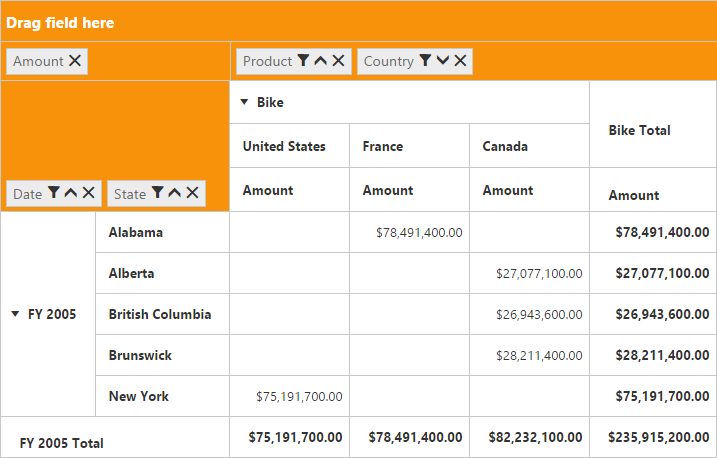 Drag field here
Amount Product Country
Bike
Bike Total
United States France Canada
Date State Amount Amount Amount Amount
Alabama $78,491,400.00 $78,491,400.00
Alberta $27,077,100.00 $27,077,100.00
FY 2005 British Columbia $26,943,600.00 $26,943,600.00
Brunswick $28,211,400.00 $28,211,400.00
New York $75,191,700.00 $75,191,700.00
FY 2005 Total $75,191,700.00 $78,491,400.00 $82,232,100.00 $235,915,200.00